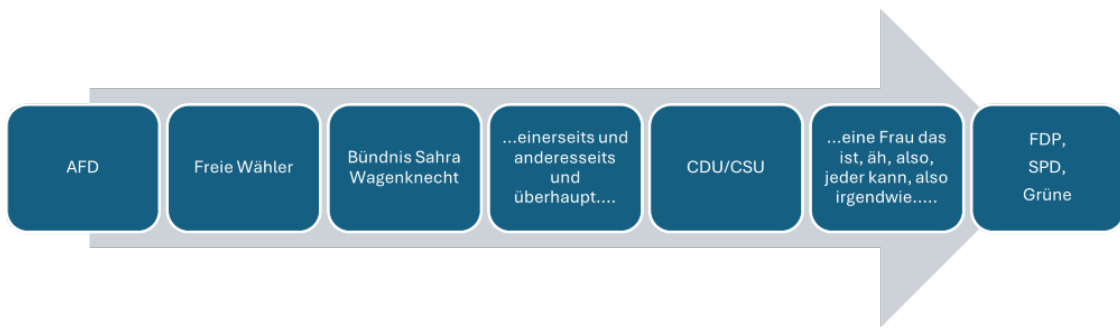 AFD
Freie Wähler
Bündnis Sahra
Wagenknecht
...einerseits und
anderesseits
und
überhaupt....
CDU/CSU
...eine Frau das
ist, äh, also,
jeder kann, also
irgendwie.....
FDP,
SPD,
Grüne